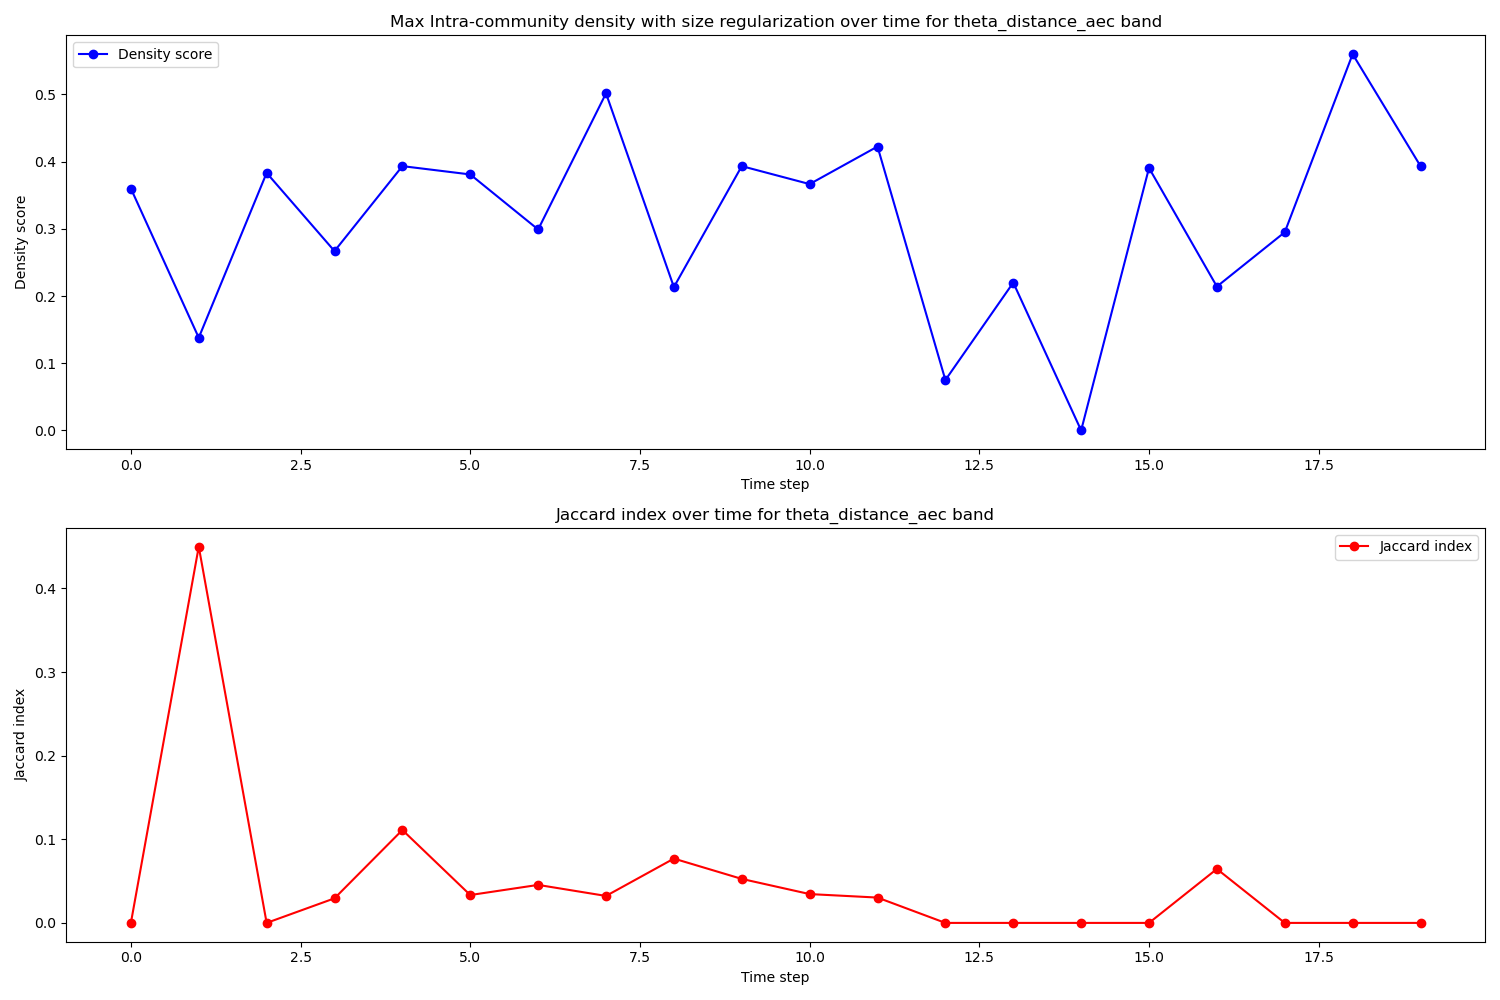 Max Intra-community density with size regularization over time for theta_distance_aec band
Density score
Density score
0.5
0.4
0.3
0.2
0.1
0.0
0.0 2.5 5.0 7.5 10.0 12.5 15.0 17.5
Time step
Jaccard index over time for theta_distance_aec band
Jaccard index
Jaccard index
0.4
0.3
0.2
0.1
0.0
0.0 2.5 5.0 7.5 10.0 12.5 15.0 17.5
Time step